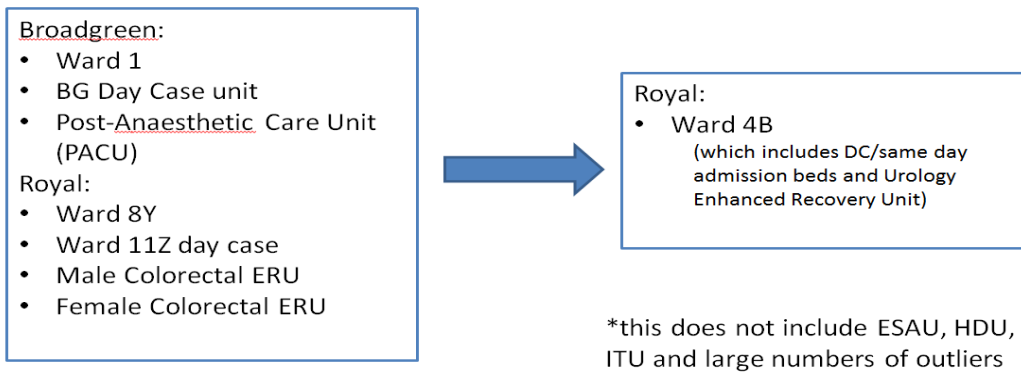 Broadgreen:
• Ward 1
• BG Day Case unit
• Post-Anaesthetic Care Unit
(PACU)
Royal:
• Ward 8Y
• Ward 11Z day case
• Male Colorectal ERU
• Female Colorectal ERU
Royal:
• Ward 4B
(which includes DC/same day
admission beds and Urology
Enhanced Recovery Unit)
*this does not include ESAU, HDU,
ITU and large numbers of outliers